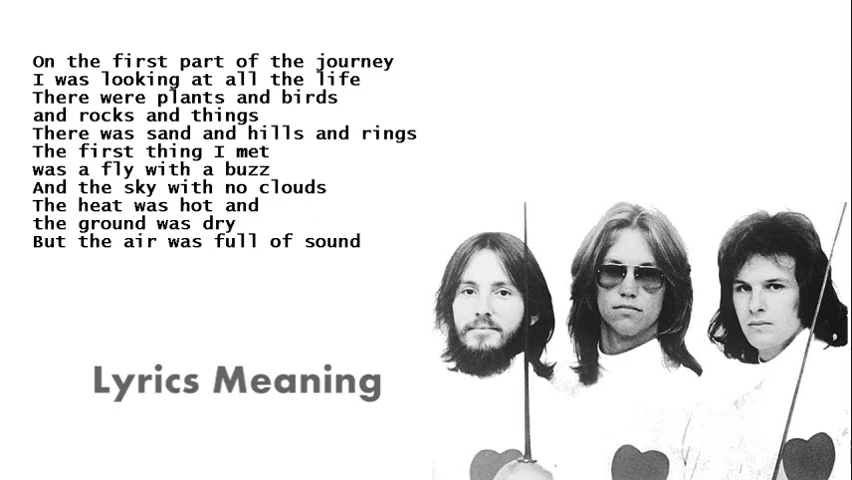 On the first part of the journey
I was looking at all the life
There were plants and birds
and rocks and things
There was sand and hills and rings
The first thing I met
was a fly with a buzz
And the sky with no clouds
The heat was hot and
the ground was dry
But the air was full of sound
Lyrics Meaning